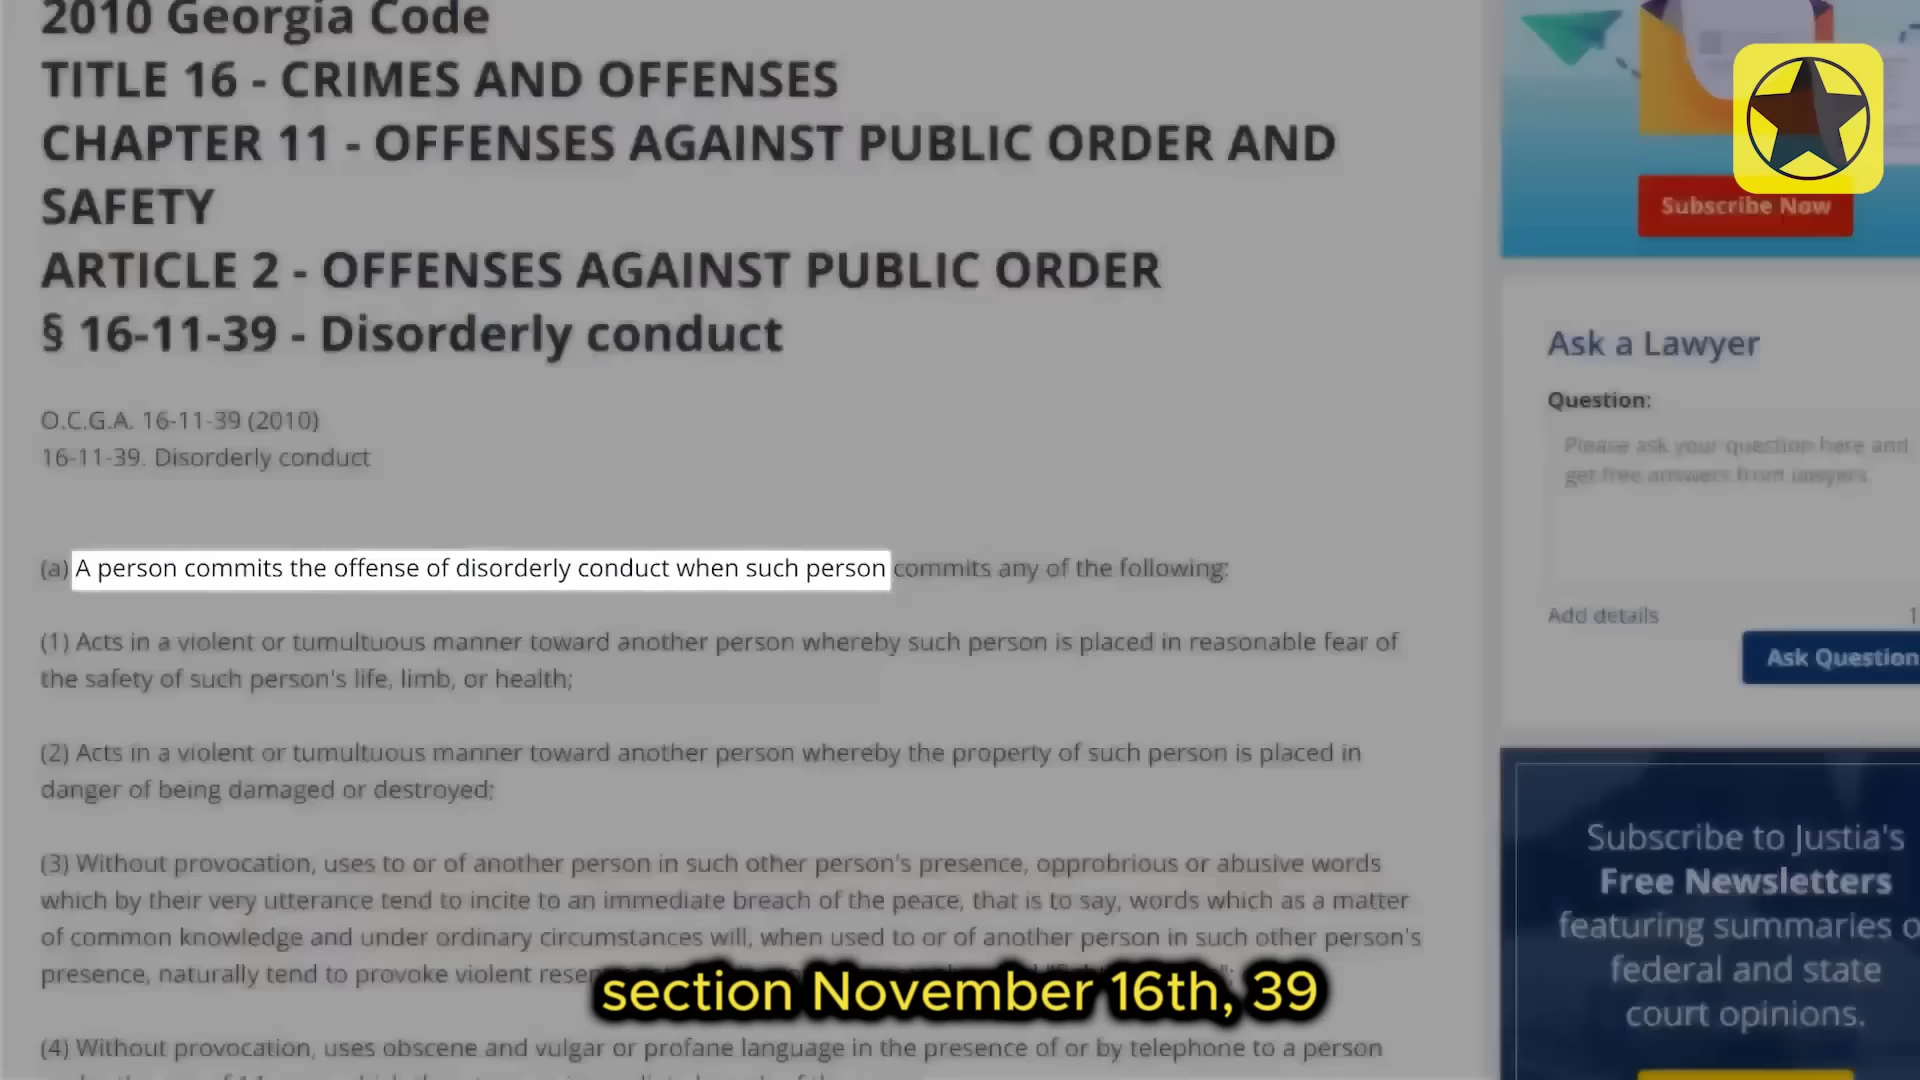 2010 Georgia Code
TITLE 16 - CRIMES AND OFFENSES
CHAPTER 11 - OFFENSES AGAINST PUBLIC ORDER AND
SAFETY
ARTICLE 2 - OFFENSES AGAINST PUBLIC ORDER
§ 16-11-39 - Disorderly conduct
O.C.G.A. 16-11-39 (2010)
16-11-39. Disorderly conduct
(a) A person commits the offense of disorderly conduct when such person commits any of the following:
(1) Acts in a violent or tumultuous manner toward another person whereby such person is placed in reasonable fear of
the safety of such person's life, limb, or health;
(2) Acts in a violent or tumultuous manner toward another person whereby the property of such person is placed in
danger of being damaged or destroyed;
(3) Without provocation, uses to or of another person in such other person's presence, opprobrious or abusive words
which by their very utterance tend to incite to an immediate breach of the peace, that is to say, words which as a matter
of common knowledge and under ordinary circumstances will, when used to or of another person in such other person's
presence, naturally tend to provoke violent
section November 16th, 39
(4) Without provocation, uses obscene and vulgar or profane language in the presence of or by telephone to a person
Subscribe Now
Ask a Lawyer
Question:
Please ask your question here and
get free answers from lawyers
Add details
Ask Question
Subscribe to Justia's
Free Newsletters
featuring summaries
federal and state
court opinions.